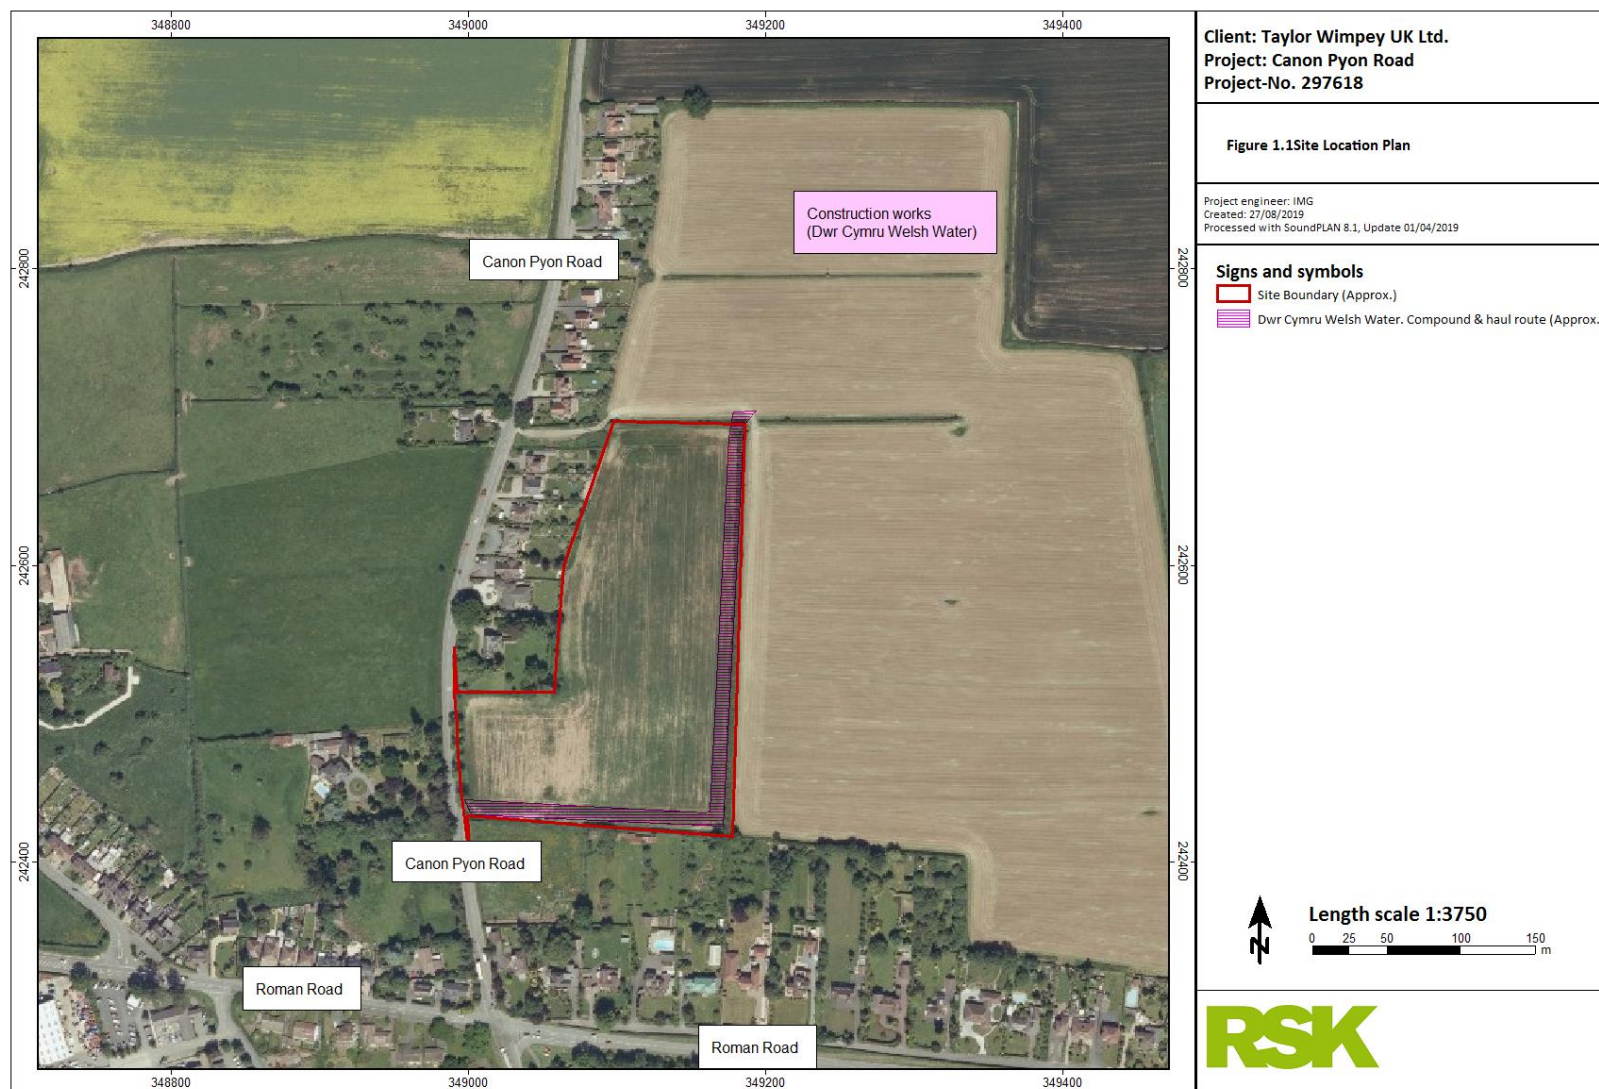 348800
349000
349200
349400
Client: Taylor Wimpey UK Ltd.
Project: Canon Pyon Road
Project-No. 297618
Figure 1.1Site Location Plan
Project engineer: IMG
Created: 27/08/2019
Processed with SoundPLAN 8.1, Update 01/04/2019
Signs and symbols
Site Boundary (Approx.)
Dwr Cymru Welsh Water. Compound & haul route (Approx.
Construction works
(Dwr Cymru Welsh Water)
Canon Pyon Road
242800
242800
242600
242600
242400
242400
Canon Pyon Road
Roman Road
Roman Road
N
Length scale 1:3750
0 25 50 100 150
m
RSK
348800
349000
349200
349400